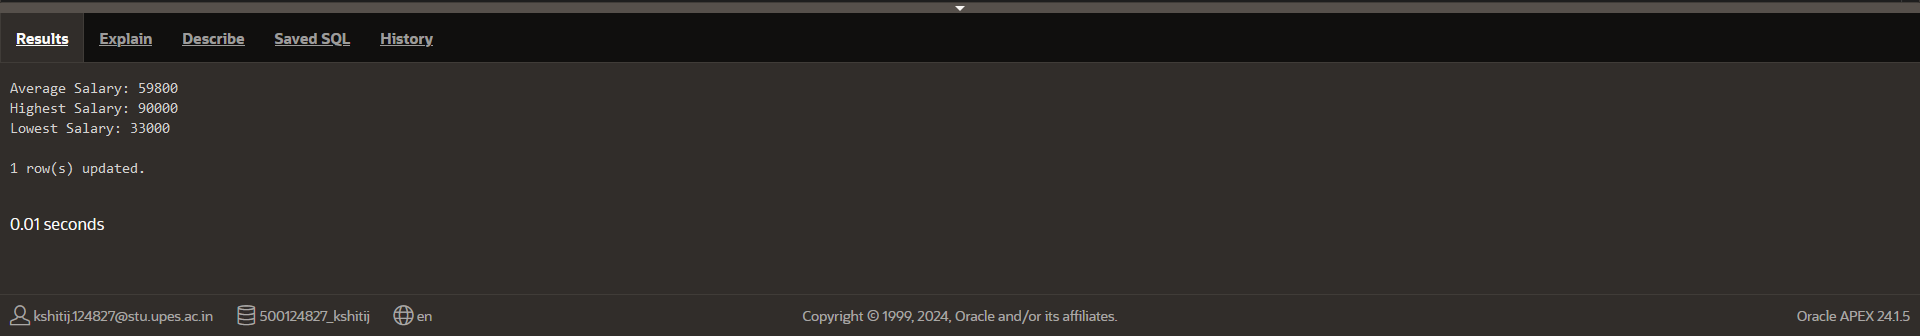 Results Explain Describe Saved SQL History
Average Salary: 59800
Highest Salary: 90000
Lowest Salary: 33000
1 row(s) updated.
0.01 seconds
kshitij.124827@stu.upes.ac.in 500124827_kshitij en Copyright © 1999, 2024, Oracle and/or its affiliates. Oracle APEX 24.1.5